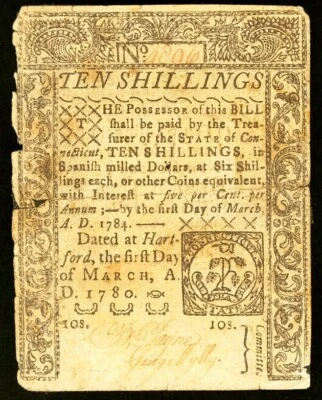 No
TEN SHILLINGS
THE POSSESSOR of this BILL
shall be paid by the Trea-
surer of the STATE of Con-
necticut, TEN SHILLINGS, in
Spanish milled Dollars, at Six Shil-
lings each, or other Coins equivalent,
with Interest at five per Cent. per
Annum;—by the first Day of March,
A. D. 1784.
Dated at Hart-
ford, the first Day
of MARCH, A.
D. 1780.
10S. 10S.
Committee.